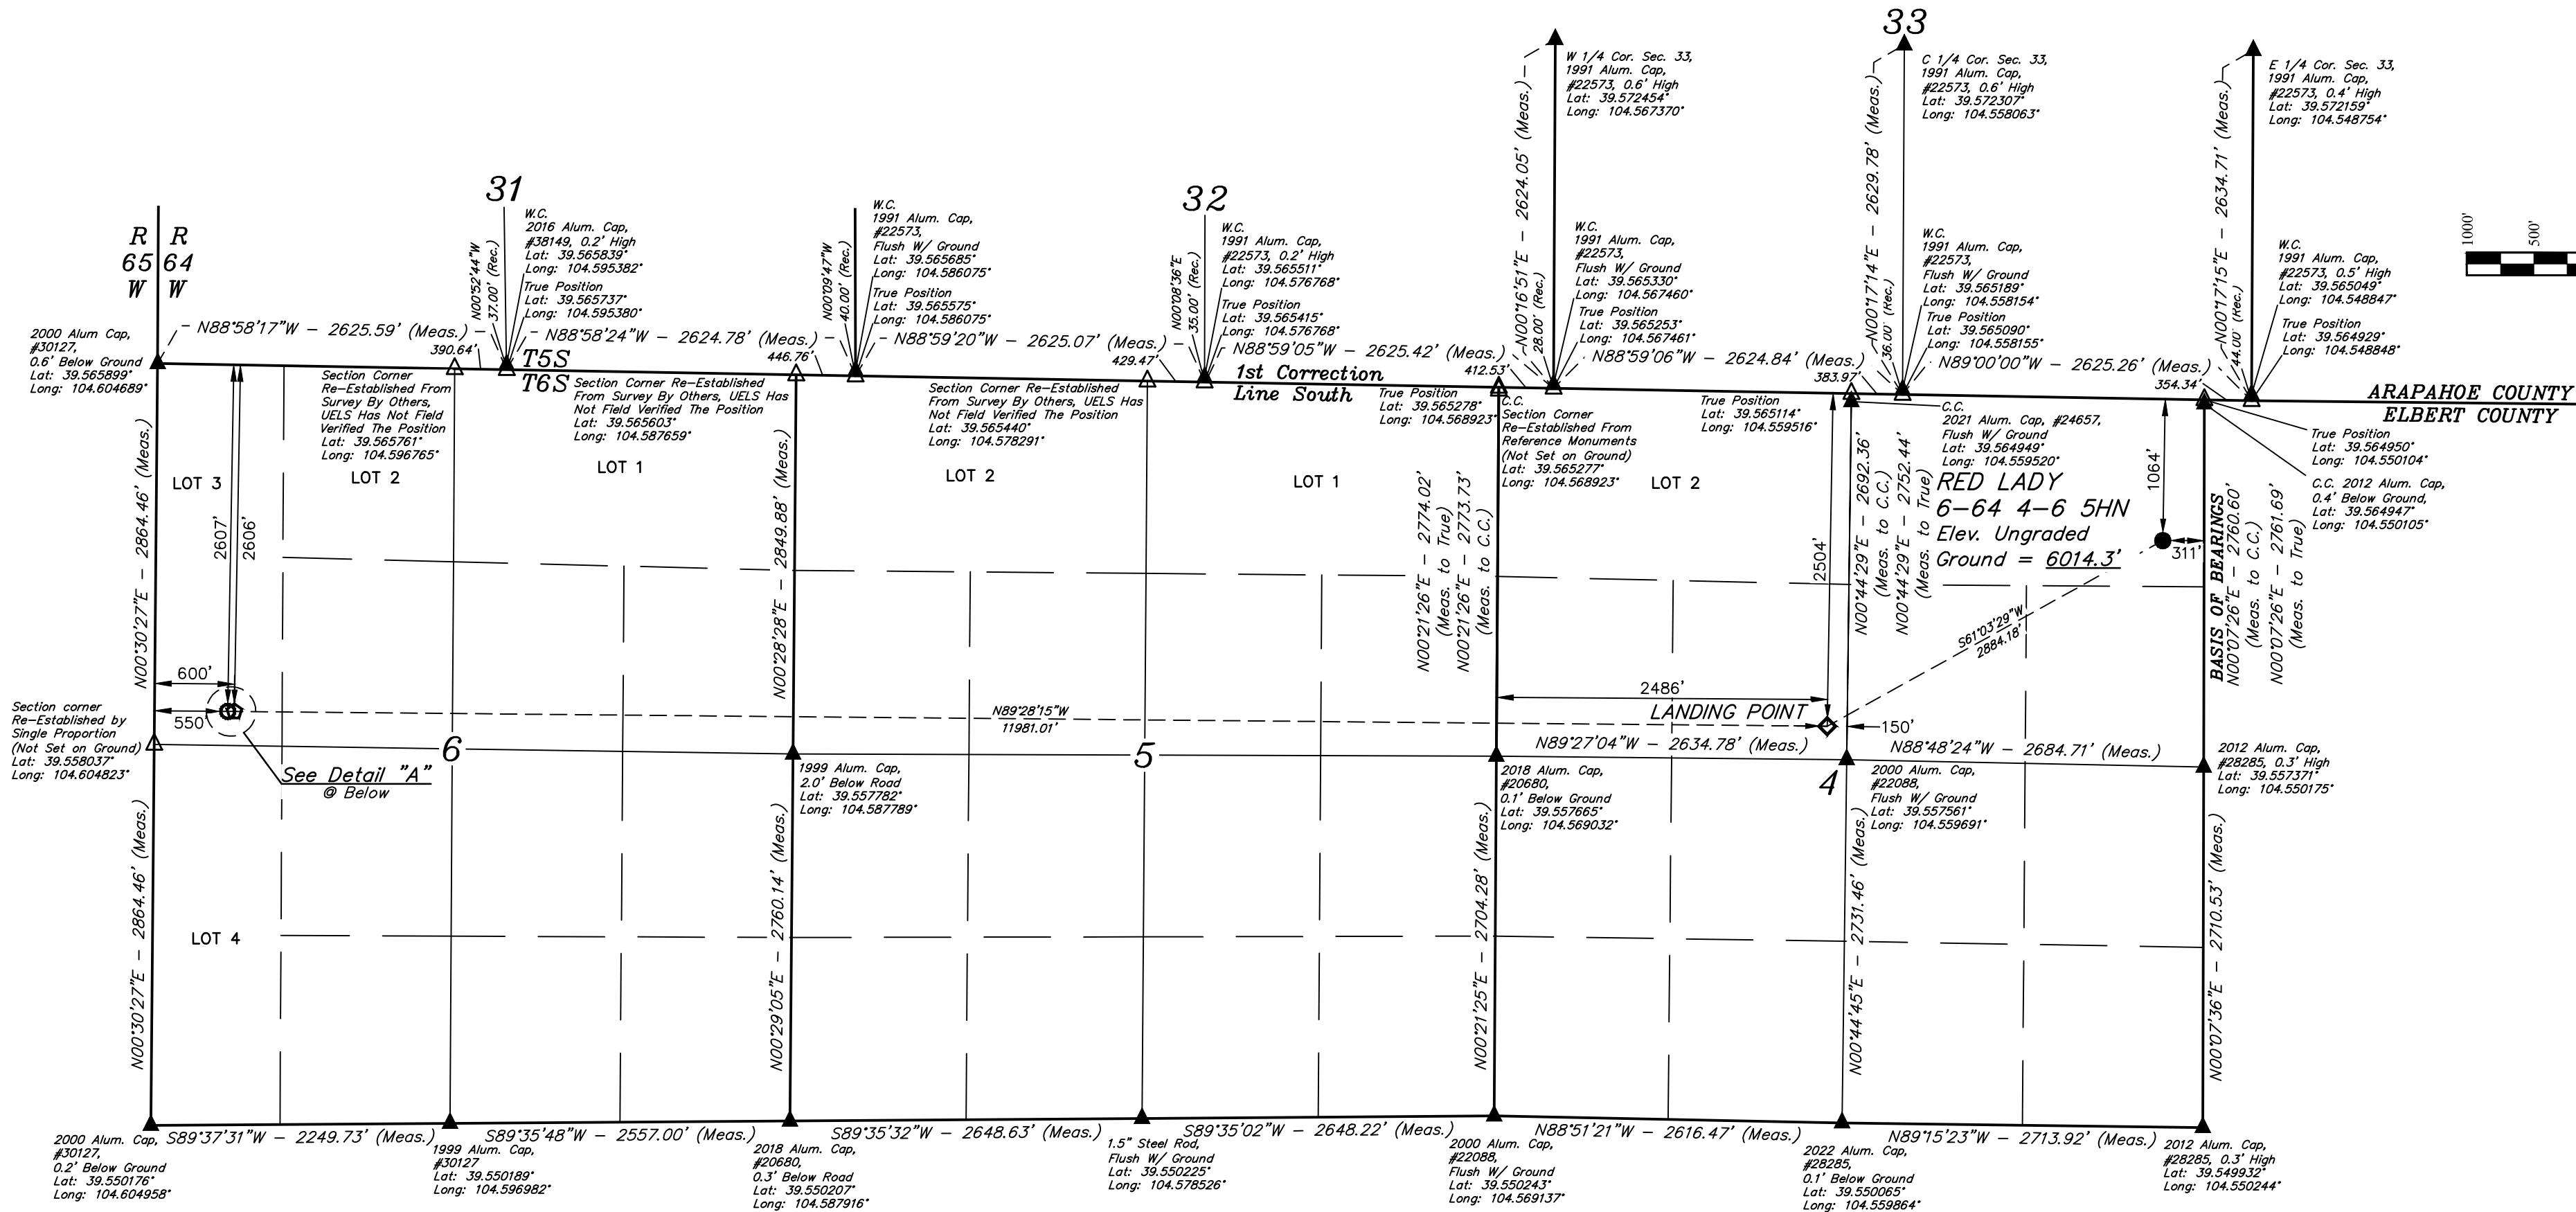 33
W 1/4 Cor. Sec. 33,
1991 Alum. Cap,
#22573, 0.6' High
Lat: 39.572454°
Long: 104.567370°
C 1/4 Cor. Sec. 33,
1991 Alum. Cap,
#22573, 0.6' High
Lat: 39.572307°
Long: 104.558063°
E 1/4 Cor. Sec. 33,
1991 Alum. Cap,
#22573, 0.4' High
Lat: 39.572159°
Long: 104.548754°
N00°16'51"E - 2624.05' (Meas.)
28.00' (Rec.)
N00°17'14"E - 2629.78' (Meas.)
36.00' (Rec.)
N00°17'15"E - 2634.71' (Meas.)
44.00' (Rec.)
1000'
500'
R R
65 64
W W
31
32
N00°52'44"W
37.00' (Rec.)
W.C.
2016 Alum. Cap,
#38149, 0.2' High
Lat: 39.565839°
Long: 104.595382°
True Position
Lat: 39.565737°
Long: 104.595380°
N00°09'47"W
40.00' (Rec.)
W.C.
1991 Alum. Cap,
#22573,
Flush W/ Ground
Lat: 39.565685°
Long: 104.586075°
True Position
Lat: 39.565575°
Long: 104.586075°
N00°08'36"E
35.00' (Rec.)
W.C.
1991 Alum. Cap,
#22573, 0.2' High
Lat: 39.565511°
Long: 104.576768°
True Position
Lat: 39.565415°
Long: 104.576768°
W.C.
1991 Alum. Cap,
#22573,
Flush W/ Ground
Lat: 39.565330°
Long: 104.567460°
True Position
Lat: 39.565253°
Long: 104.567461°
W.C.
1991 Alum. Cap,
#22573,
Flush W/ Ground
Lat: 39.565189°
Long: 104.558154°
True Position
Lat: 39.565090°
Long: 104.558155°
W.C.
1991 Alum. Cap,
#22573, 0.5' High
Lat: 39.565049°
Long: 104.548847°
True Position
Lat: 39.564929°
Long: 104.548848°
2000 Alum Cap,
#30127,
0.6' Below Ground
Lat: 39.565899°
Long: 104.604689°
N88°58'17"W - 2625.59' (Meas.)
390.64'
N88°58'24"W - 2624.78' (Meas.)
446.76'
N88°59'20"W - 2625.07' (Meas.)
429.47'
N88°59'05"W - 2625.42' (Meas.)
412.53'
N88°59'06"W - 2624.84' (Meas.)
383.97'
N89°00'00"W - 2625.26' (Meas.)
354.34'
T5S
T6S
1st Correction
Line South
ARAPAHOE COUNTY
ELBERT COUNTY
Section Corner
Re-Established From
Survey By Others,
UELS Has Not Field
Verified The Position
Lat: 39.565761°
Long: 104.596765°
Section Corner Re-Established
From Survey By Others, UELS Has
Not Field Verified The Position
Lat: 39.565603°
Long: 104.587659°
Section Corner Re-Established
From Survey By Others, UELS Has
Not Field Verified The Position
Lat: 39.565440°
Long: 104.578291°
True Position
Lat: 39.565278°
Long: 104.568923°
C.C.
Section Corner
Re-Established From
Reference Monuments
(Not Set on Ground)
Lat: 39.565277°
Long: 104.568923°
True Position
Lat: 39.565114°
Long: 104.559516°
C.C.
2021 Alum. Cap, #24657,
Flush W/ Ground
Lat: 39.564949°
Long: 104.559520°
True Position
Lat: 39.564950°
Long: 104.550104°
C.C. 2012 Alum. Cap,
0.4' Below Ground,
Lat: 39.564947°
Long: 104.550105°
LOT 3
LOT 2
LOT 1
LOT 2
LOT 1
LOT 2
RED LADY
6-64 4-6 5HN
Elev. Ungraded
Ground = 6014.3'
1064'
311'
2607'
2606'
2504'
N00°30'27"E - 2864.46' (Meas.)
N00°28'28"E - 2849.88' (Meas.)
N00°21'26"E - 2774.02'
(Meas. to True)
N00°21'26"E - 2773.73'
(Meas. to C.C.)
N00°44'29"E - 2692.36'
(Meas. to C.C.)
N00°44'29"E - 2752.44'
(Meas. to True)
BASIS OF BEARINGS
N00°07'26"E - 2760.60'
(Meas. to C.C.)
N00°07'26"E - 2761.69'
(Meas. to True)
S61°03'29"W
2884.18'
600'
550'
2486'
LANDING POINT
150'
N89°28'15"W
11981.01'
Section corner
Re-Established by
Single Proportion
(Not Set on Ground)
Lat: 39.558037°
Long: 104.604823°
See Detail "A"
@ Below
6
5
4
N89°27'04"W - 2634.78' (Meas.)
N88°48'24"W - 2684.71' (Meas.)
1999 Alum. Cap,
2.0' Below Road
Lat: 39.557782°
Long: 104.587789°
2018 Alum. Cap,
#20680,
0.1' Below Ground
Lat: 39.557665°
Long: 104.569032°
2000 Alum. Cap,
#22088,
Flush W/ Ground
Lat: 39.557561°
Long: 104.559691°
2012 Alum. Cap,
#28285, 0.3' High
Lat: 39.557371°
Long: 104.550175°
LOT 4
N00°30'27"E - 2864.46' (Meas.)
N00°29'05"E - 2760.14' (Meas.)
N00°21'25"E - 2704.28' (Meas.)
N00°44'45"E - 2731.46' (Meas.)
N00°07'36"E - 2710.53' (Meas.)
S89°37'31"W - 2249.73' (Meas.)
S89°35'48"W - 2557.00' (Meas.)
S89°35'32"W - 2648.63' (Meas.)
S89°35'02"W - 2648.22' (Meas.)
N88°51'21"W - 2616.47' (Meas.)
N89°15'23"W - 2713.92' (Meas.)
2000 Alum. Cap,
#30127,
0.2' Below Ground
Lat: 39.550176°
Long: 104.604958°
1999 Alum. Cap,
#30127
Lat: 39.550189°
Long: 104.596982°
2018 Alum. Cap,
#20680,
0.3' Below Road
Lat: 39.550207°
Long: 104.587916°
1.5" Steel Rod,
Flush W/ Ground
Lat: 39.550225°
Long: 104.578526°
2000 Alum. Cap,
#22088,
Flush W/ Ground
Lat: 39.550243°
Long: 104.569137°
2022 Alum. Cap,
#28285,
0.1' Below Ground
Lat: 39.550065°
Long: 104.559864°
2012 Alum. Cap,
#28285, 0.3' High
Lat: 39.549932°
Long: 104.550244°